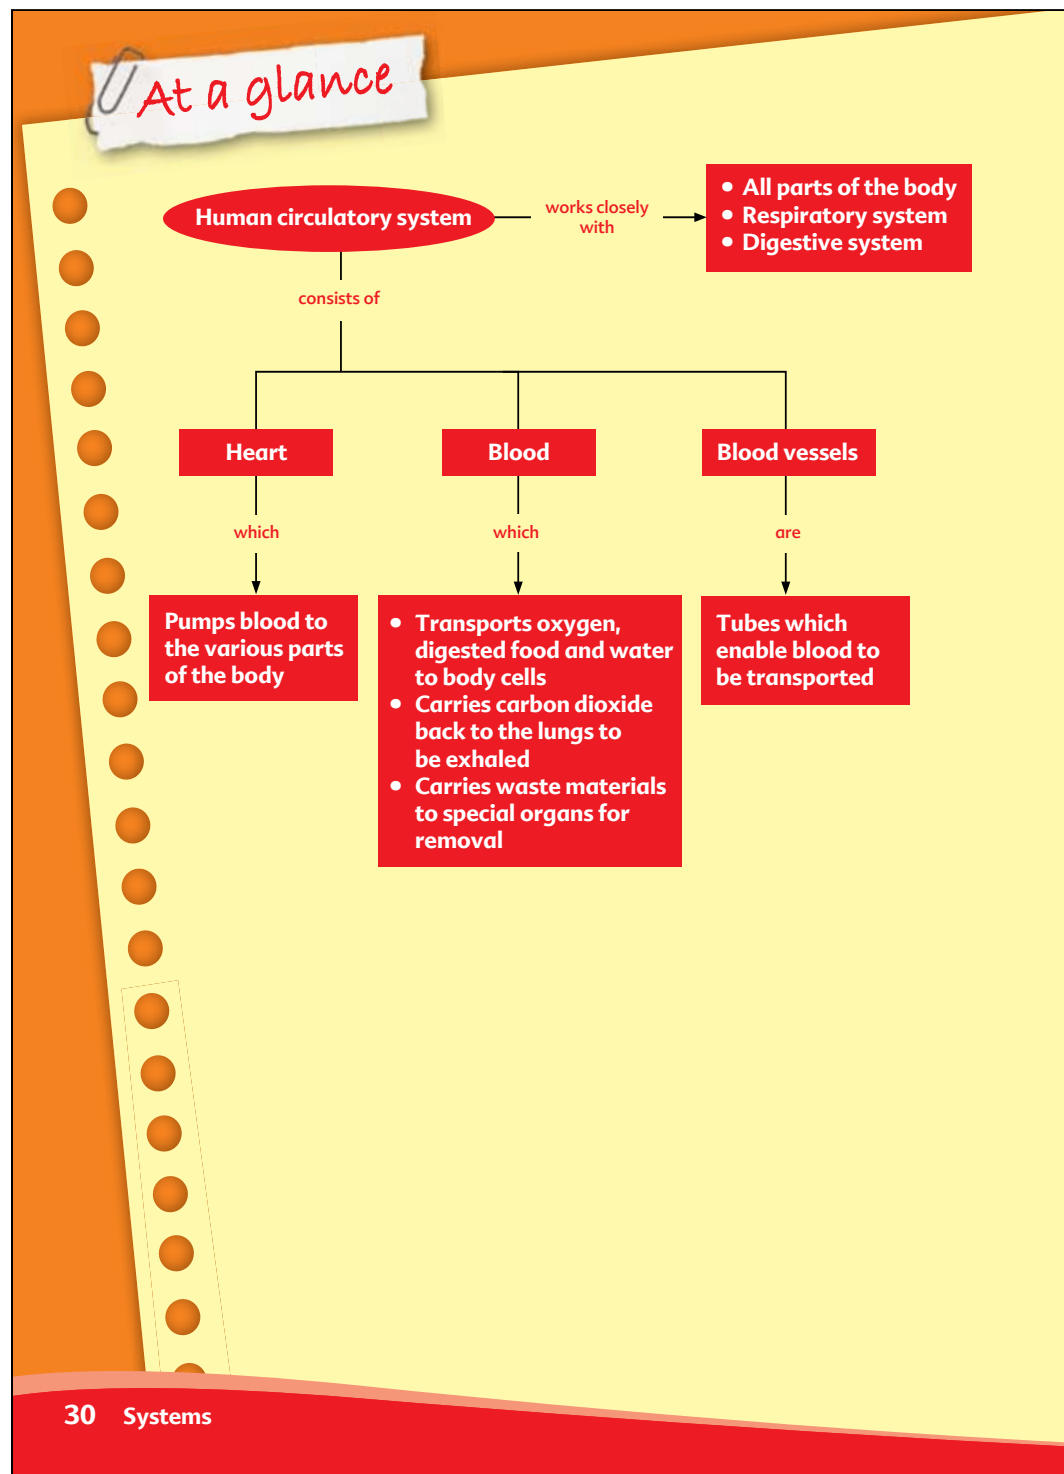 At a glance
Human circulatory system
works closely
with
• All parts of the body
• Respiratory system
• Digestive system
consists of
Heart
Blood
Blood vessels
which
which
are
Pumps blood to
the various parts
of the body
• Transports oxygen,
digested food and water
to body cells
• Carries carbon dioxide
back to the lungs to
be exhaled
• Carries waste materials
to special organs for
removal
Tubes which
enable blood to
be transported
30 Systems